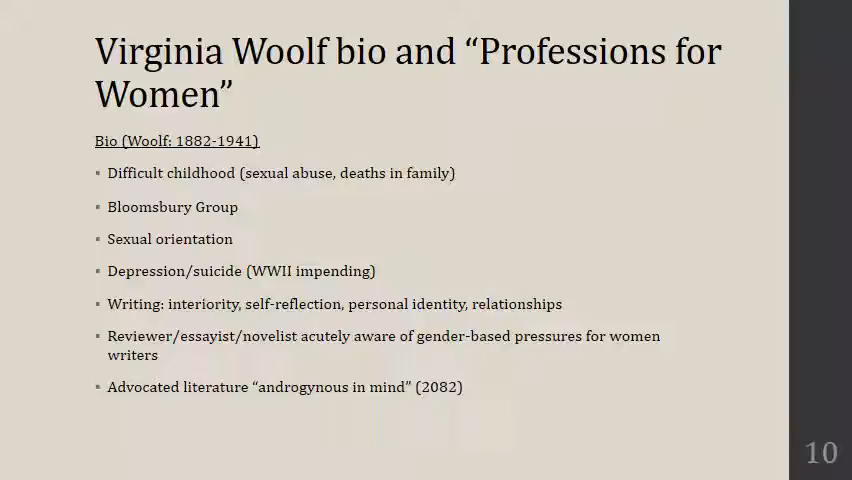 Virginia Woolf bio and “Professions for
Women”
Bio (Woolf: 1882-1941)
▪ Difficult childhood (sexual abuse, deaths in family)
▪ Bloomsbury Group
▪ Sexual orientation
▪ Depression/suicide (WWII impending)
▪ Writing: interiority, self-reflection, personal identity, relationships
▪ Reviewer/essayist/novelist acutely aware of gender-based pressures for women
writers
▪ Advocated literature “androgynous in mind” (2082)
10